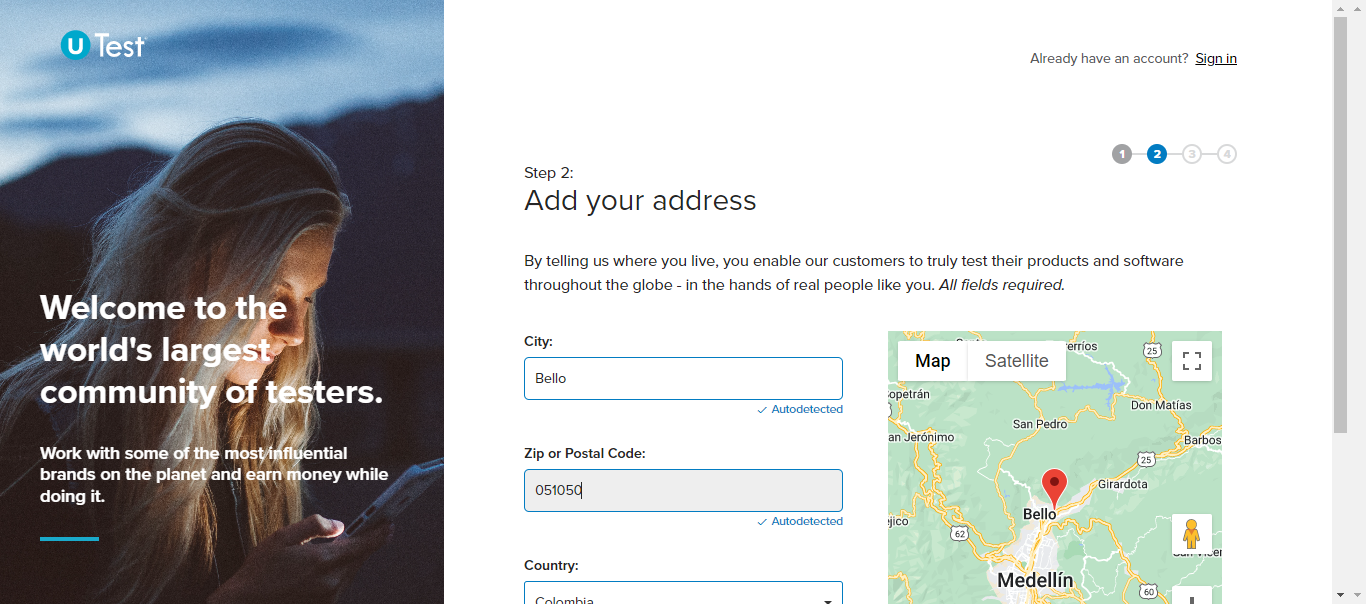 U Test
Already have an account? Sign in
1 2 3 4
Step 2:
Add your address
By telling us where you live, you enable our customers to truly test their products and software
throughout the globe - in the hands of real people like you. All fields required.
Welcome to the
world's largest
community of testers.
Work with some of the most influential
brands on the planet and earn money while
doing it.
City:
Bello
Autodetected
Zip or Postal Code:
051050
Autodetected
Country:
Colombia
Map Satellite
25
Don Matías
San Pedro
an Jerónimo
Barbos
25
Girardota
Bello
62
Medellín
60